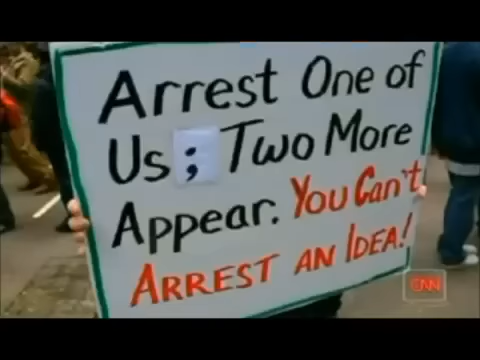 Arrest One of
Us; Two More
Appear. You Can't
ARREST AN IDEA!
CNN